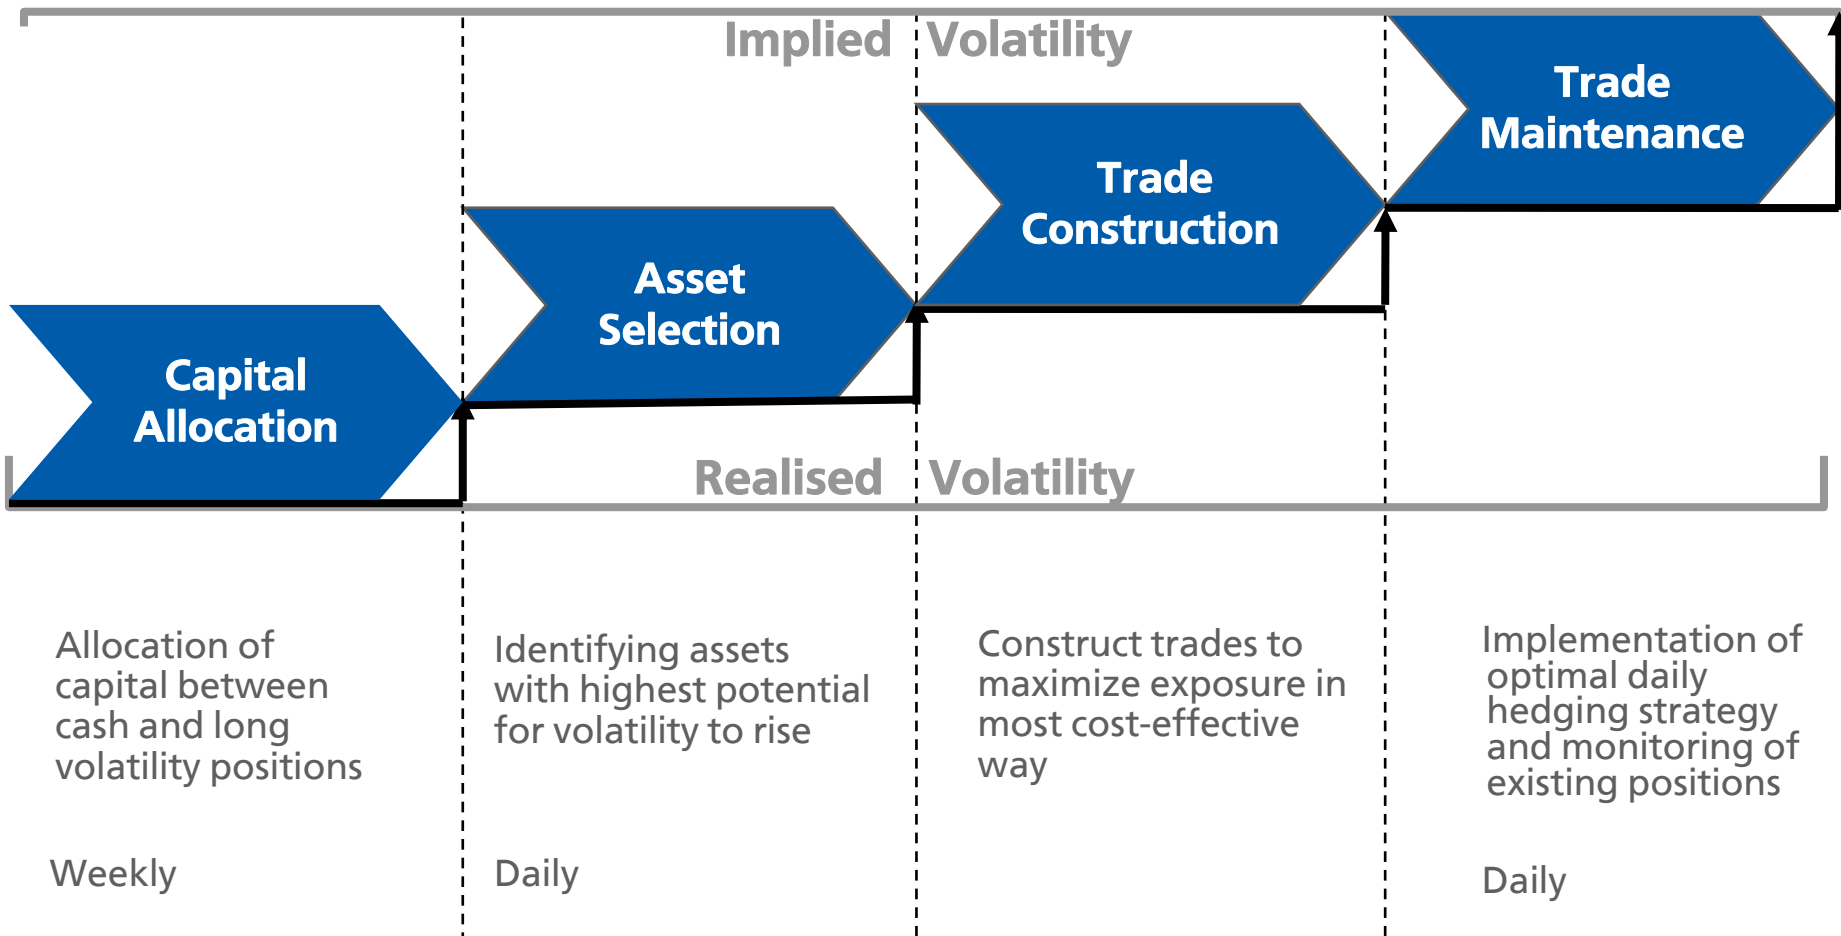 Implied Volatility
Trade
Maintenance
Trade
Construction
Asset
Selection
Capital
Allocation
Realised Volatility
Allocation of
capital between
cash and long
volatility positions
Weekly
Identifying assets
with highest potential
for volatility to rise
Daily
Construct trades to
maximize exposure in
most cost-effective
way
Implementation of
optimal daily
hedging strategy
and monitoring of
existing positions
Daily